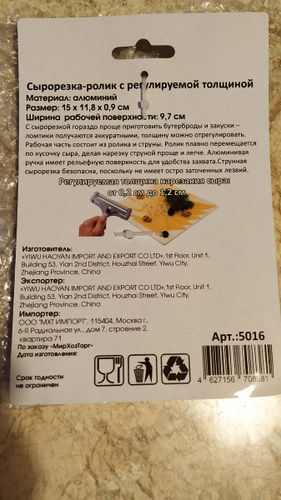 Сырорезка-ролик с регулируемой толщиной
Материал: алюминий
Размер: 15 x 11,8 x 0,9 см
Ширина рабочей поверхности: 9,7 см
С сырорезкой гораздо проще приготовить бутерброды и закуски –
ломтики получаются аккуратными, толщину можно отрегулировать.
Рабочая часть состоит из ролика и струны. Ролик плавно перемещается
по кусочку сыра, делая нарезку струной проще и легче. Алюминиевая
ручка имеет рельефную поверхность для удобства захвата.Струнная
сырорезка безопасна, поскольку не имеет остро заточенных лезвий.
Регулируемая толщина нарезания сыра:
от 0,2 см до 1,2 см
Изготовитель:
«YIWU HAOYAN IMPORT AND EXPORT CO LTD»,1st Floor, Unit 1,
Building 53, Yian 2nd District, Houzhai Street, Yiwu City,
Zhejiang Province, China
Экспортер:
«YIWU HAOYAN IMPORT AND EXPORT CO LTD»,1st Floor, Unit 1,
Building 53, Yian 2nd District, Houzhai Street, Yiwu City,
Zhejiang Province, China
Импортер:
ООО "МХТ ИМПОРТ", 115404, Москва г.,
6-Я Радиальная ул., дом 7, строение 2,
квартира 71
По заказу «МирХозТорг»
Дата изготовления:
Арт.:5016
Срок годности
не ограничен
4 627156 708581